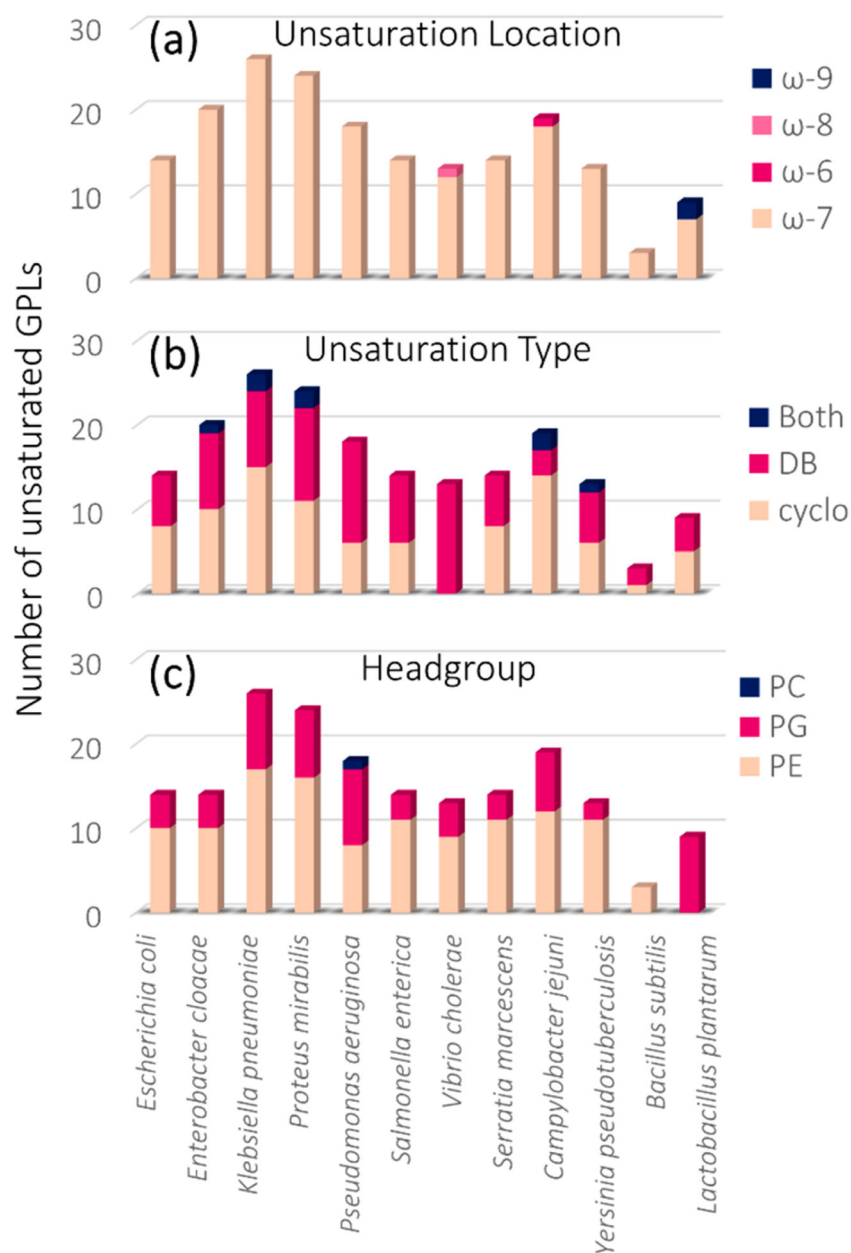 Number of unsaturated GPLs
(a)
Unsaturation Location
30
20
10
0
ω-9
ω-8
ω-6
ω-7
(b)
Unsaturation Type
30
20
10
0
Both
DB
cyclo
(c)
Headgroup
30
20
10
0
PC
PG
PE
Escherichia coli
Enterobacter cloacae
Klebsiella pneumoniae
Proteus mirabilis
Pseudomonas aeruginosa
Salmonella enterica
Vibrio cholerae
Serratia marcescens
Campylobacter jejuni
Yersinia pseudotuberculosis
Bacillus subtilis
Lactobacillus plantarum